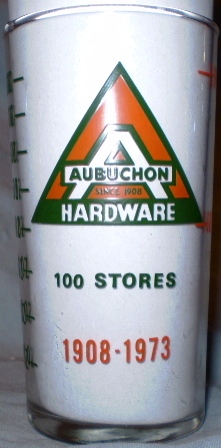 AUBUCHON
SINCE 1908
HARDWARE
100 STORES
1908-1973